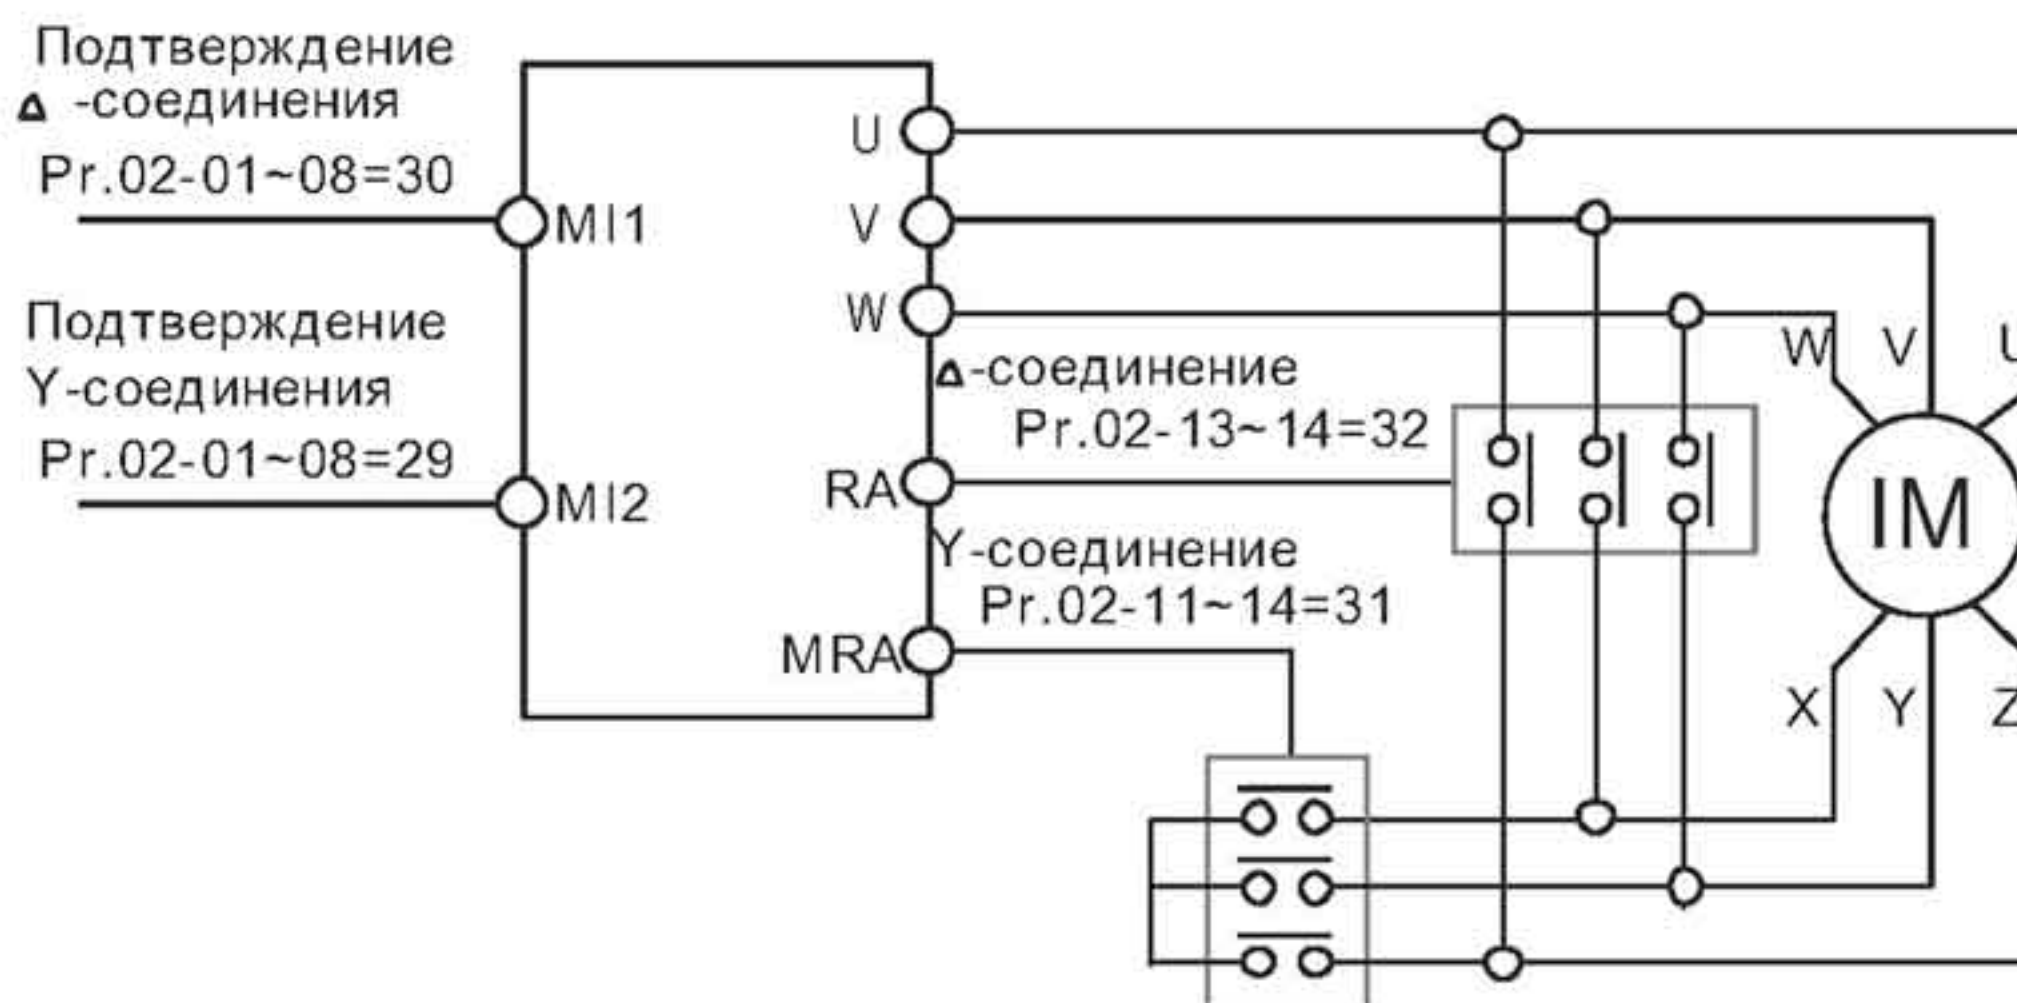 Подтверждение
Δ -соединения
Pr.02-01~08=30
MI1
Подтверждение
Y-соединения
Pr.02-01~08=29
MI2
U
V
W
Δ-соединение
Pr.02-13~14=32
RA
Y-соединение
Pr.02-11~14=31
MRA
W V U
IM
X Y Z